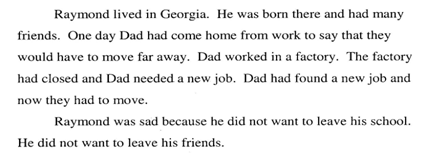 Raymond lived in Georgia. He was born there and had many
friends. One day Dad had come home from work to say that they
would have to move far away. Dad worked in a factory. The factory
had closed and Dad needed a new job. Dad had found a new job and
now they had to move.
Raymond was sad because he did not want to leave his school.
He did not want to leave his friends.